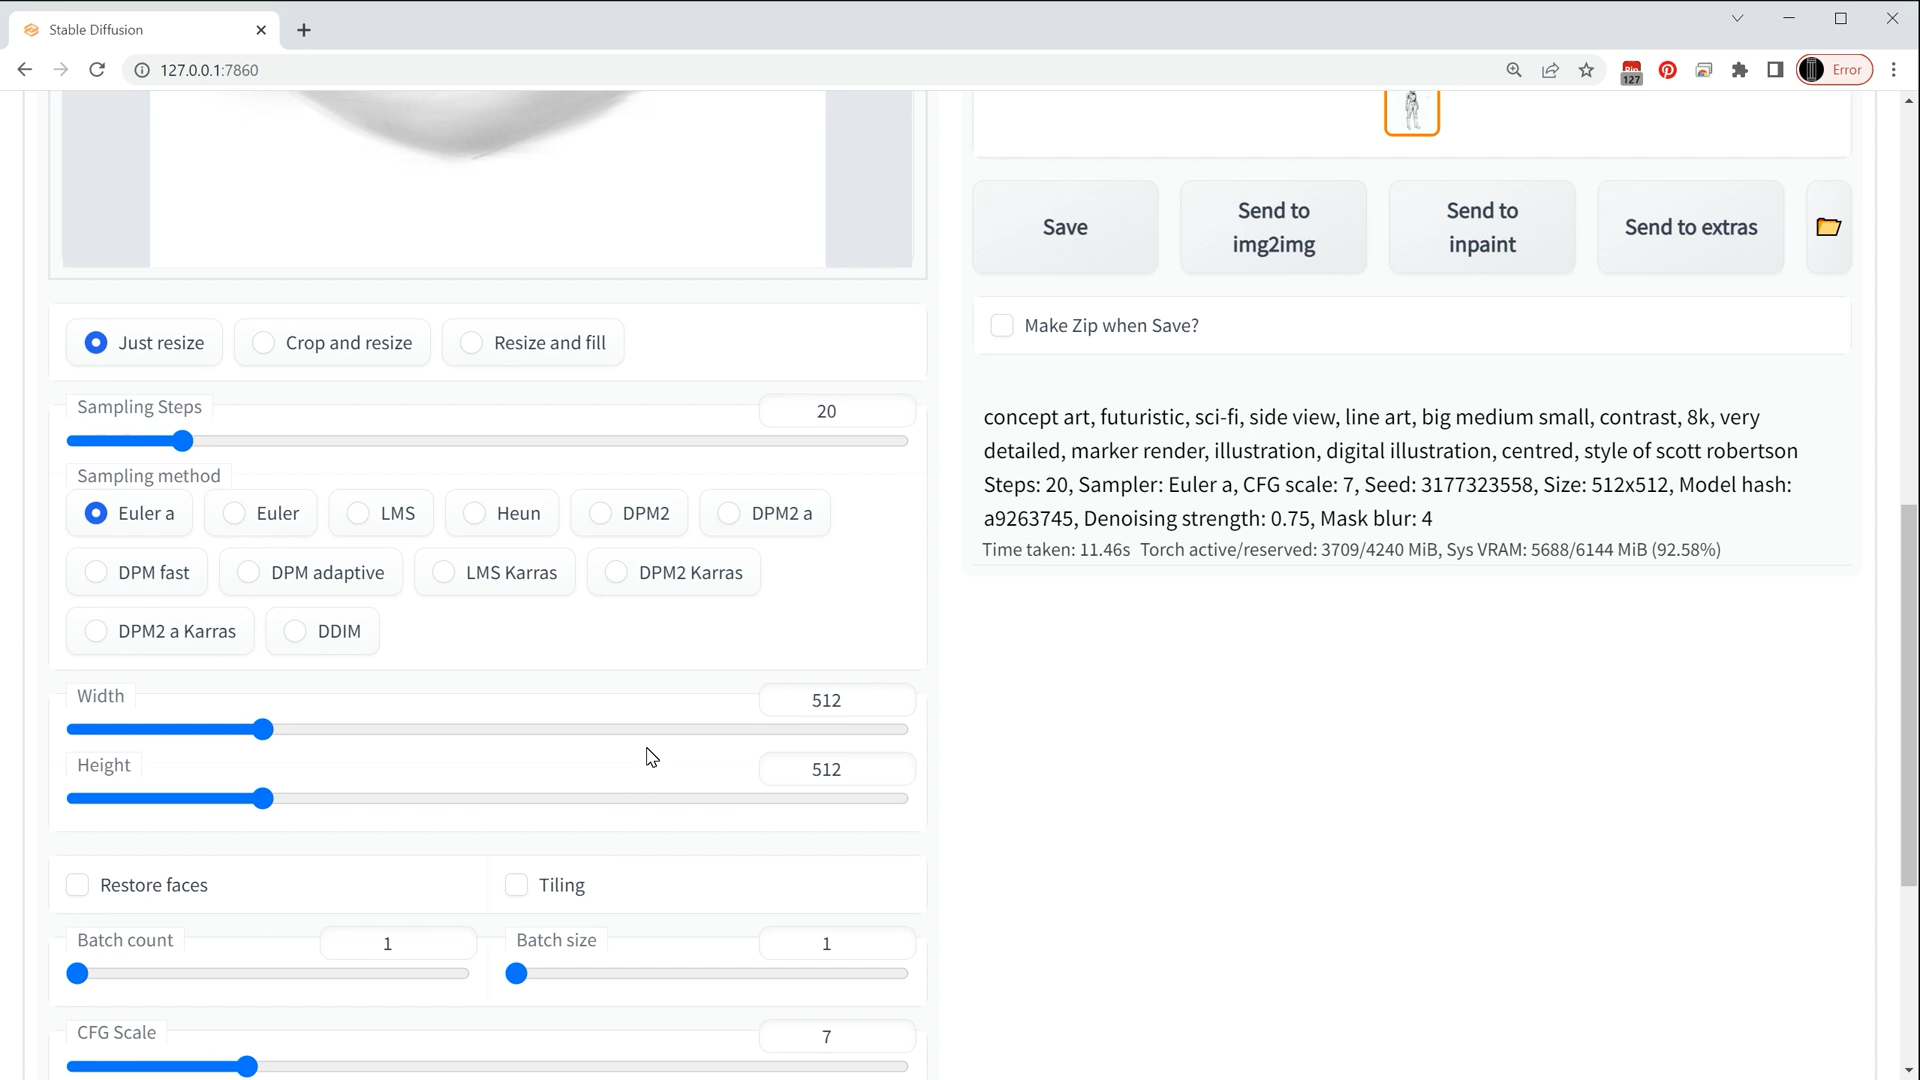 Stable Diffusion
127.0.0.1:7860
127
Error
Save
Send to
img2img
Send to
inpaint
Send to extras
Make Zip when Save?
Just resize
Crop and resize
Resize and fill
Sampling Steps
20
Sampling method
Euler a
Euler
LMS
Heun
DPM2
DPM2 a
DPM fast
DPM adaptive
LMS Karras
DPM2 Karras
DPM2 a Karras
DDIM
Width
512
Height
512
Restore faces
Tiling
Batch count
1
Batch size
1
CFG Scale
7
concept art, futuristic, sci-fi, side view, line art, big medium small, contrast, 8k, very
detailed, marker render, illustration, digital illustration, centred, style of scott robertson
Steps: 20, Sampler: Euler a, CFG scale: 7, Seed: 3177323558, Size: 512x512, Model hash:
a9263745, Denoising strength: 0.75, Mask blur: 4
Time taken: 11.46s Torch active/reserved: 3709/4240 MiB, Sys VRAM: 5688/6144 MiB (92.58%)